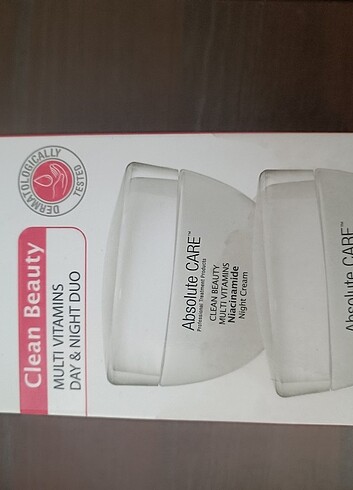 DERMATOLOGICALLY
TESTED
Clean Beauty
MULTI VITAMINS
DAY & NIGHT DUO
Absolute CARE™
Professional Treatment Products
CLEAN BEAUTY
MULTI VITAMINS
Niacinamide
Night Cream
Absolute CARE™